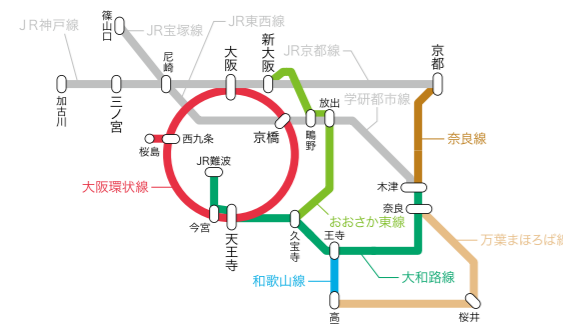 JR神戸線
篠山口
JR宝塚線
JR東西線
尼崎
大阪
新大阪
JR京都線
京都
加古川
三ノ宮
学研都市線
放出
鴫野
京橋
西九条
桜島
奈良線
JR難波
大阪環状線
木津
奈良
今宮
天王寺
おおさか東線
久宝寺
王寺
万葉まほろば線
和歌山線
大和路線
高
桜井